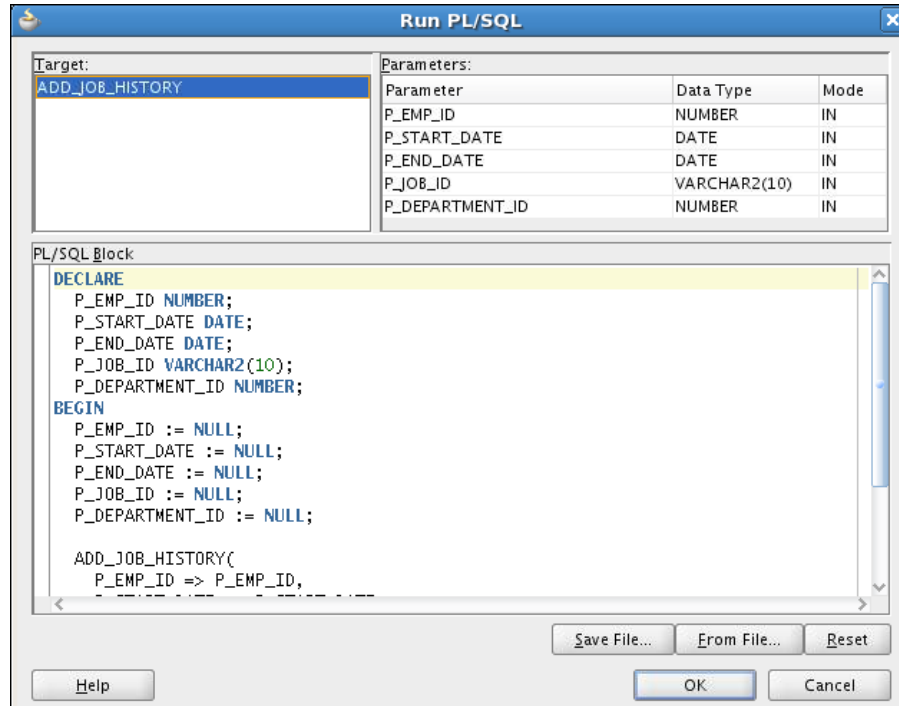 Run PL/SQL
Target:
ADD_JOB_HISTORY
Parameters:
Parameter Data Type Mode
P_EMP_ID NUMBER IN
P_START_DATE DATE IN
P_END_DATE DATE IN
P_JOB_ID VARCHAR2(10) IN
P_DEPARTMENT_ID NUMBER IN
PL/SQL Block
DECLARE
P_EMP_ID NUMBER;
P_START_DATE DATE;
P_END_DATE DATE;
P_JOB_ID VARCHAR2(10);
P_DEPARTMENT_ID NUMBER;
BEGIN
P_EMP_ID := NULL;
P_START_DATE := NULL;
P_END_DATE := NULL;
P_JOB_ID := NULL;
P_DEPARTMENT_ID := NULL;
ADD_JOB_HISTORY(
P_EMP_ID => P_EMP_ID,
Save File... From File... Reset
Help OK Cancel